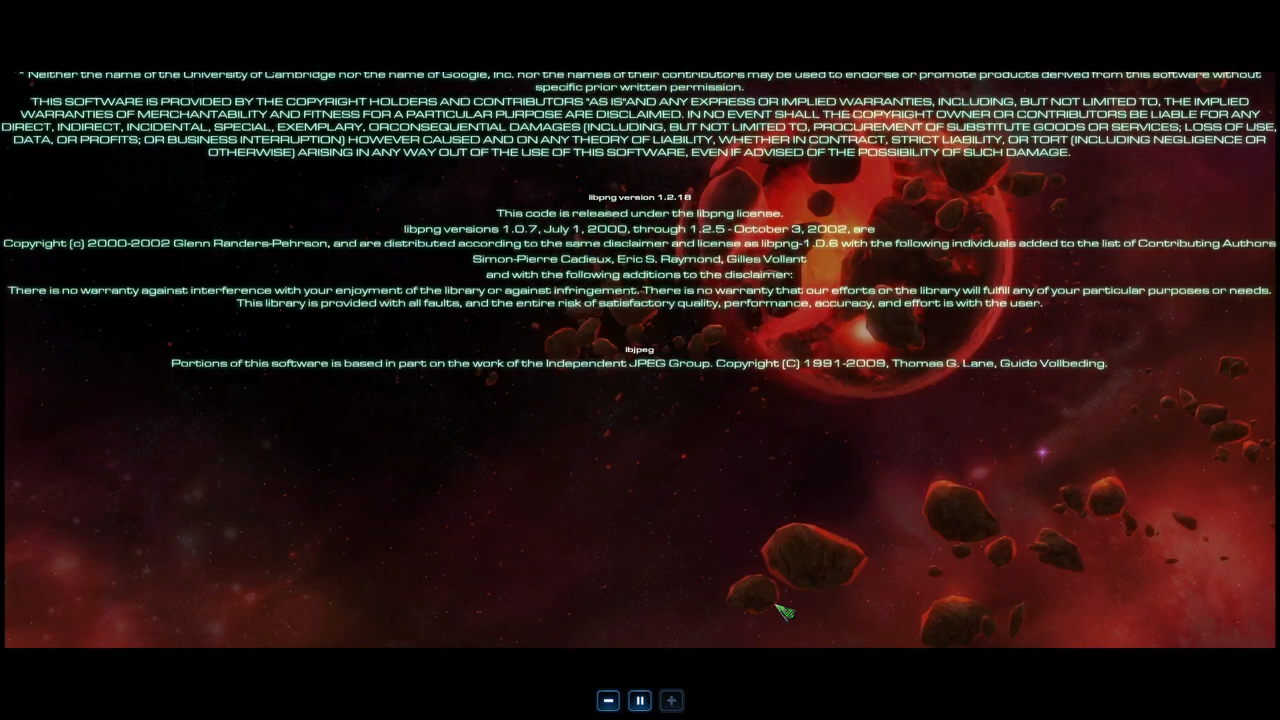 * Neither the name of the University of Cambridge nor the name of Google, Inc. nor the names of their contributors may be used to endorse or promote products derived from this software without
specific prior written permission.
THIS SOFTWARE IS PROVIDED BY THE COPYRIGHT HOLDERS AND CONTRIBUTORS "AS IS"AND ANY EXPRESS OR IMPLIED WARRANTIES, INCLUDING, BUT NOT LIMITED TO, THE IMPLIED
WARRANTIES OF MERCHANTABILITY AND FITNESS FOR A PARTICULAR PURPOSE ARE DISCLAIMED. IN NO EVENT SHALL THE COPYRIGHT OWNER OR CONTRIBUTORS BE LIABLE FOR ANY
DIRECT, INDIRECT, INCIDENTAL, SPECIAL, EXEMPLARY, ORCONSEQUENTIAL DAMAGES (INCLUDING, BUT NOT LIMITED TO, PROCUREMENT OF SUBSTITUTE GOODS OR SERVICES; LOSS OF USE,
DATA, OR PROFITS; OR BUSINESS INTERRUPTION) HOWEVER CAUSED AND ON ANY THEORY OF LIABILITY, WHETHER IN CONTRACT, STRICT LIABILITY, OR TORT (INCLUDING NEGLIGENCE OR
OTHERWISE) ARISING IN ANY WAY OUT OF THE USE OF THIS SOFTWARE, EVEN IF ADVISED OF THE POSSIBILITY OF SUCH DAMAGE.
libpng version 1.2.18
This code is released under the libpng license.
libpng versions 1.0.7, July 1, 2000, through 1.2.5 - October 3, 2002, are
Copyright (c) 2000-2002 Glenn Randers-Pehrson, and are distributed according to the same disclaimer and license as libpng-1.0.6 with the following individuals added to the list of Contributing Authors
Simon-Pierre Cadieux, Eric S. Raymond, Gilles Vollant
and with the following additions to the disclaimer:
There is no warranty against interference with your enjoyment of the library or against infringement. There is no warranty that our efforts or the library will fulfill any of your particular purposes or needs.
This library is provided with all faults, and the entire risk of satisfactory quality, performance, accuracy, and effort is with the user.
libjpeg
Portions of this software is based in part on the work of the Independent JPEG Group. Copyright (C) 1991-2009, Thomas G. Lane, Guido Vollbeding.